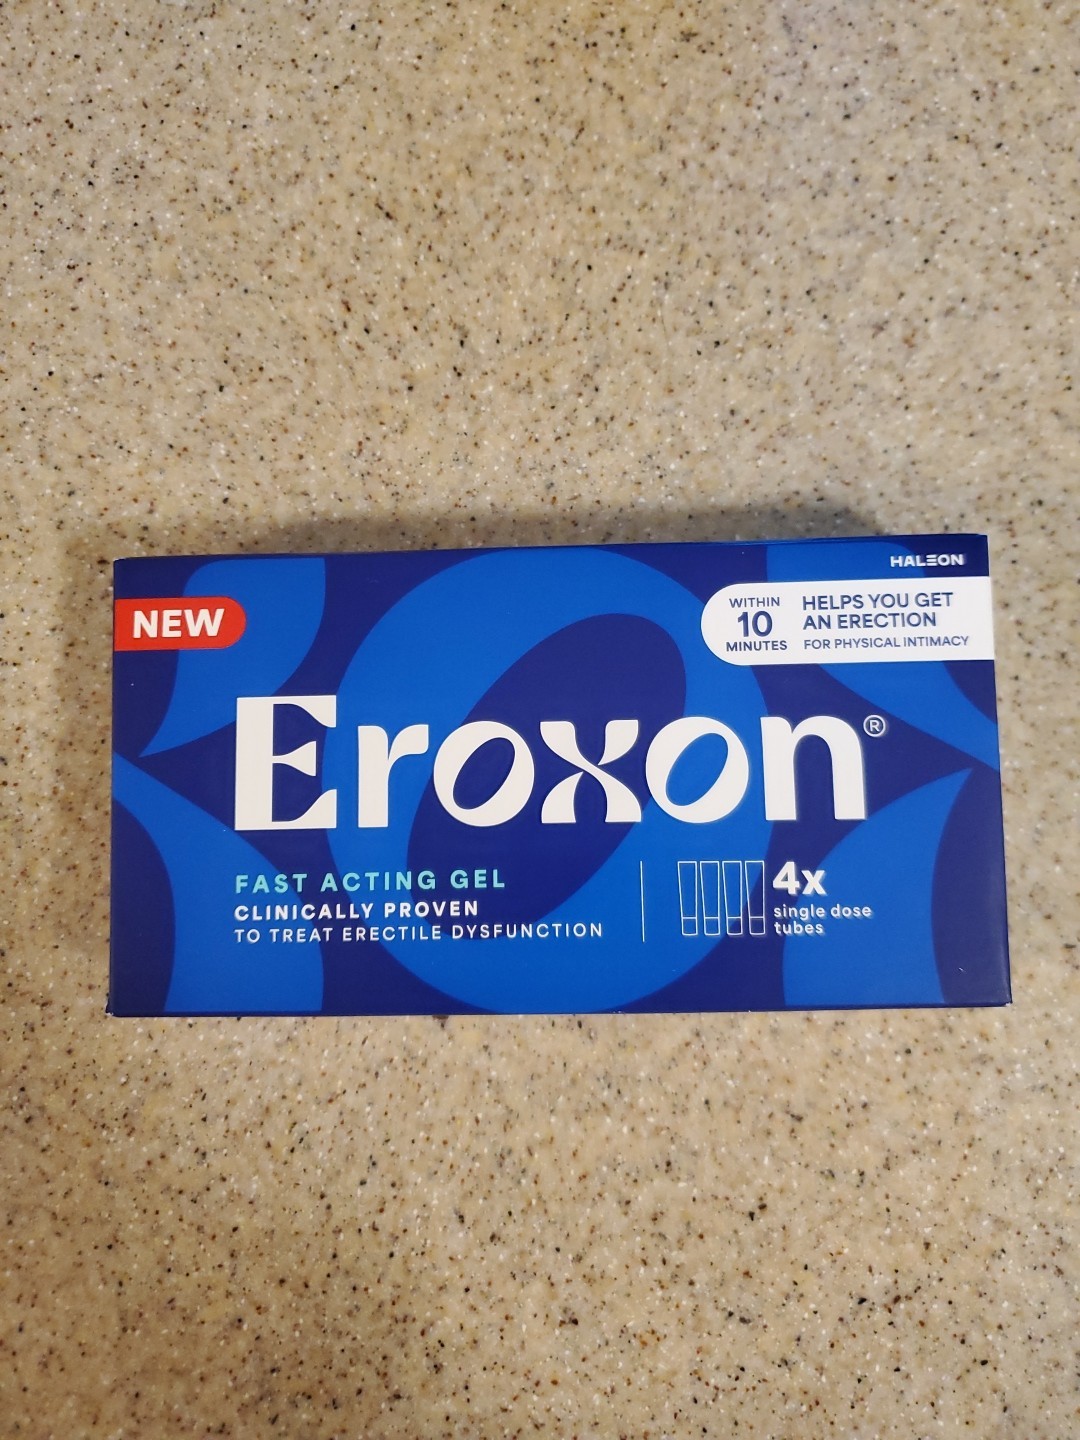 HALEON
NEW
WITHIN
10
MINUTES
HELPS YOU GET
AN ERECTION
FOR PHYSICAL INTIMACY
Eroxon®
FAST ACTING GEL
CLINICALLY PROVEN
TO TREAT ERECTILE DYSFUNCTION
4x
single dose
tubes